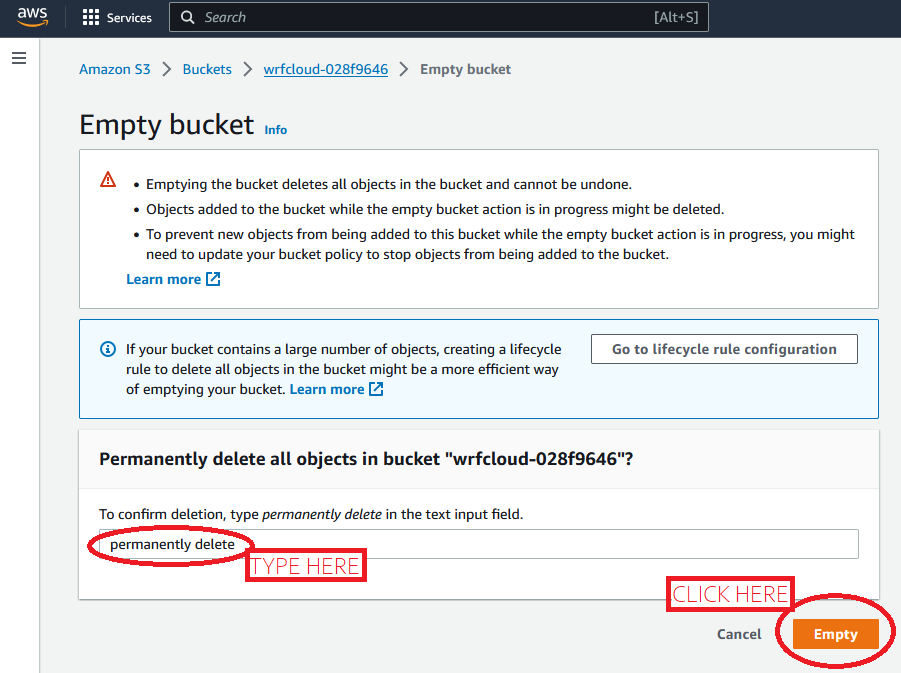 aws Services Search [Alt+S]
Amazon S3 > Buckets > wrfcloud-028f9646 > Empty bucket
Empty bucket Info
• Emptying the bucket deletes all objects in the bucket and cannot be undone.
• Objects added to the bucket while the empty bucket action is in progress might be deleted.
• To prevent new objects from being added to this bucket while the empty bucket action is in progress, you might
need to update your bucket policy to stop objects from being added to the bucket.
Learn more
If your bucket contains a large number of objects, creating a lifecycle
rule to delete all objects in the bucket might be a more efficient way
of emptying your bucket. Learn more
Go to lifecycle rule configuration
Permanently delete all objects in bucket "wrfcloud-028f9646"?
To confirm deletion, type permanently delete in the text input field.
permanently delete
TYPE HERE
CLICK HERE
Cancel Empty